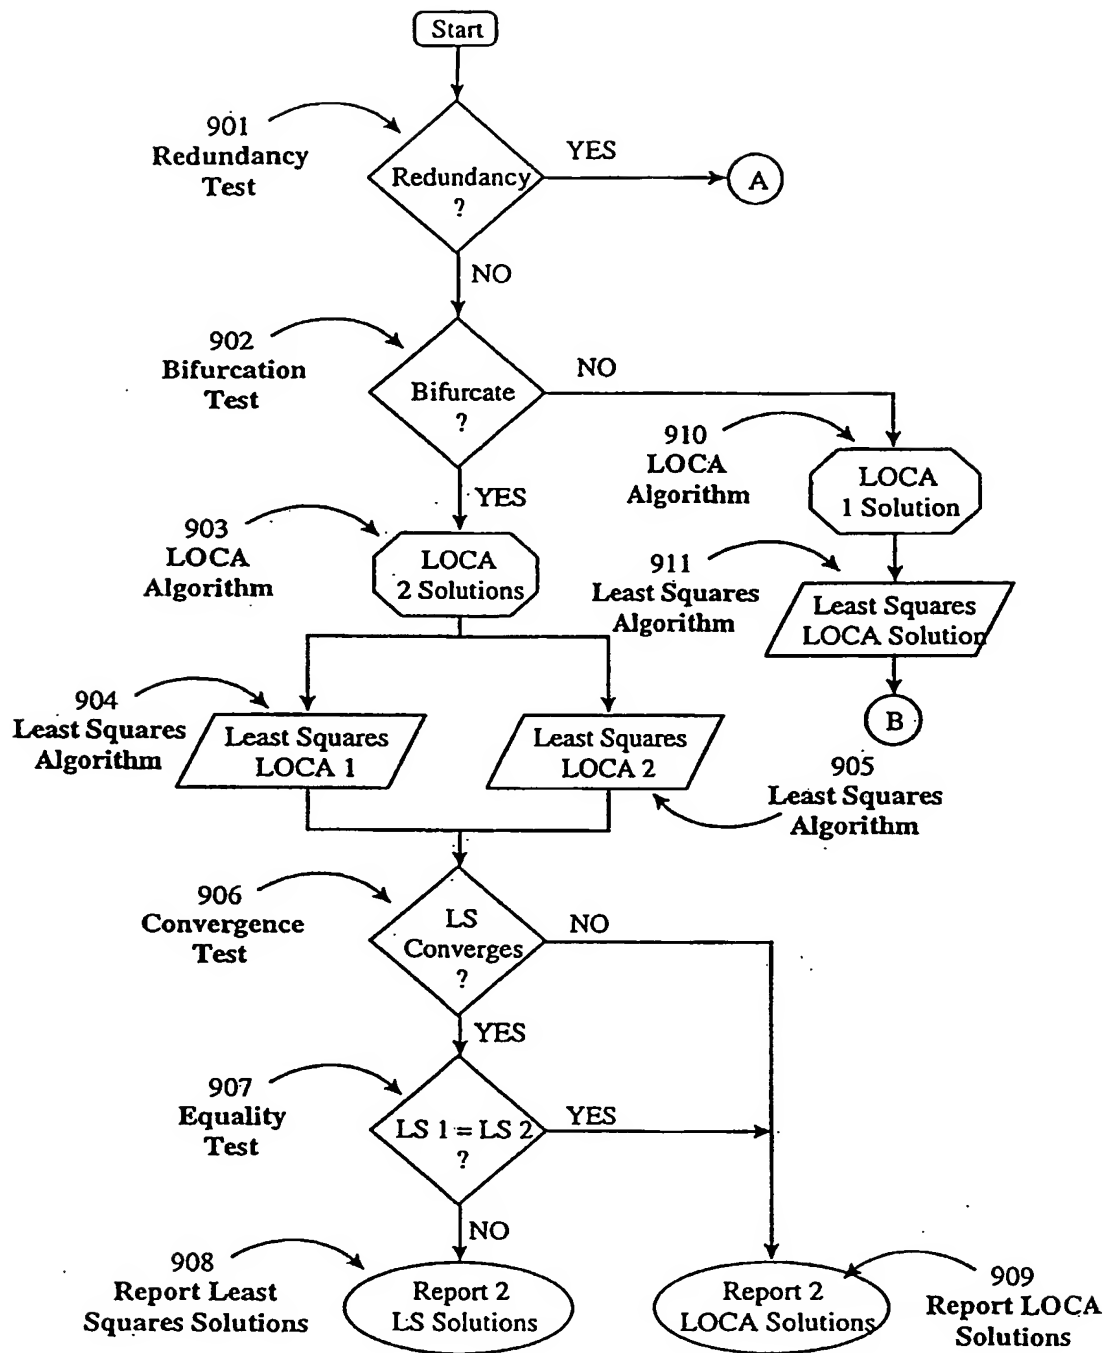 Start
901
Redundancy
Test
Redundancy
?
YES
A
NO
902
Bifurcation
Test
Bifurcate
?
NO
YES
910
LOCA
Algorithm
LOCA
1 Solution
903
LOCA
Algorithm
LOCA
2 Solutions
911
Least Squares
Algorithm
Least Squares
LOCA Solution
B
904
Least Squares
Algorithm
Least Squares
LOCA 1
Least Squares
LOCA 2
905
Least Squares
Algorithm
906
Convergence
Test
LS
Converges
?
NO
YES
907
Equality
Test
LS 1 = LS 2
?
YES
NO
908
Report Least
Squares Solutions
Report 2
LS Solutions
Report 2
LOCA Solutions
909
Report LOCA
Solutions